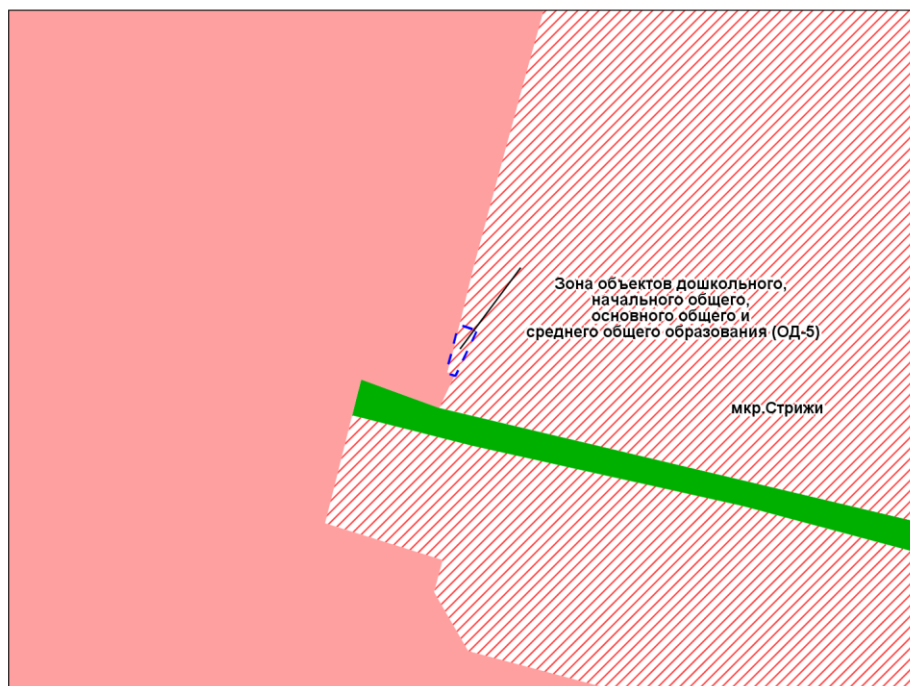 Зона объектов дошкольного,
начального общего,
основного общего и
среднего общего образования (ОД-5)
мкр.Стрижи